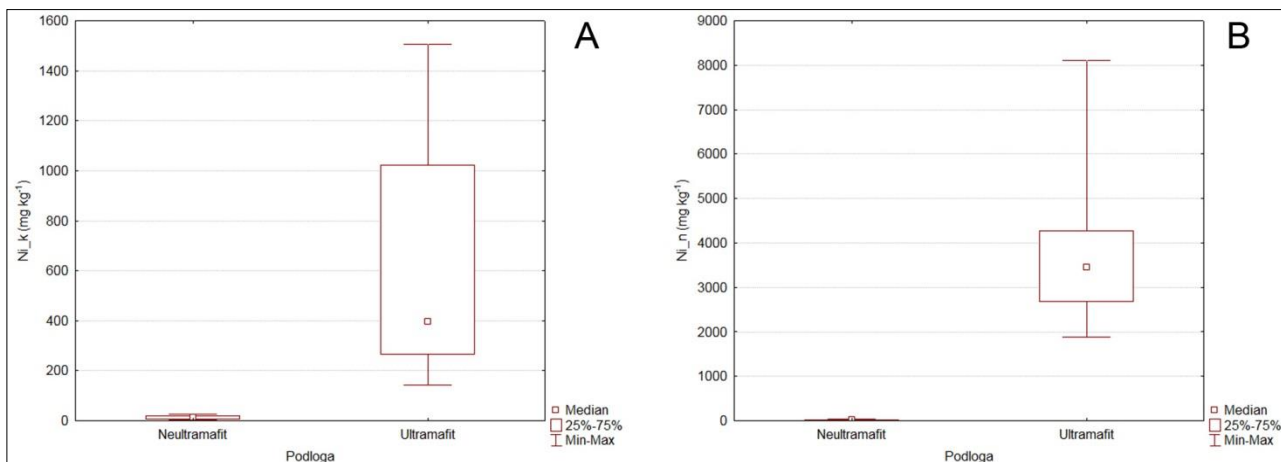 A
1600
1400
1200
1000
800
600
400
200
0
Ni_k (mg kg⁻¹)
Neultramafit
Ultramafit
Podloga
Median
25%-75%
Min-Max
B
9000
8000
7000
6000
5000
4000
3000
2000
1000
0
Ni_n (mg kg⁻¹)
Neultramafit
Ultramafit
Podloga
Median
25%-75%
Min-Max